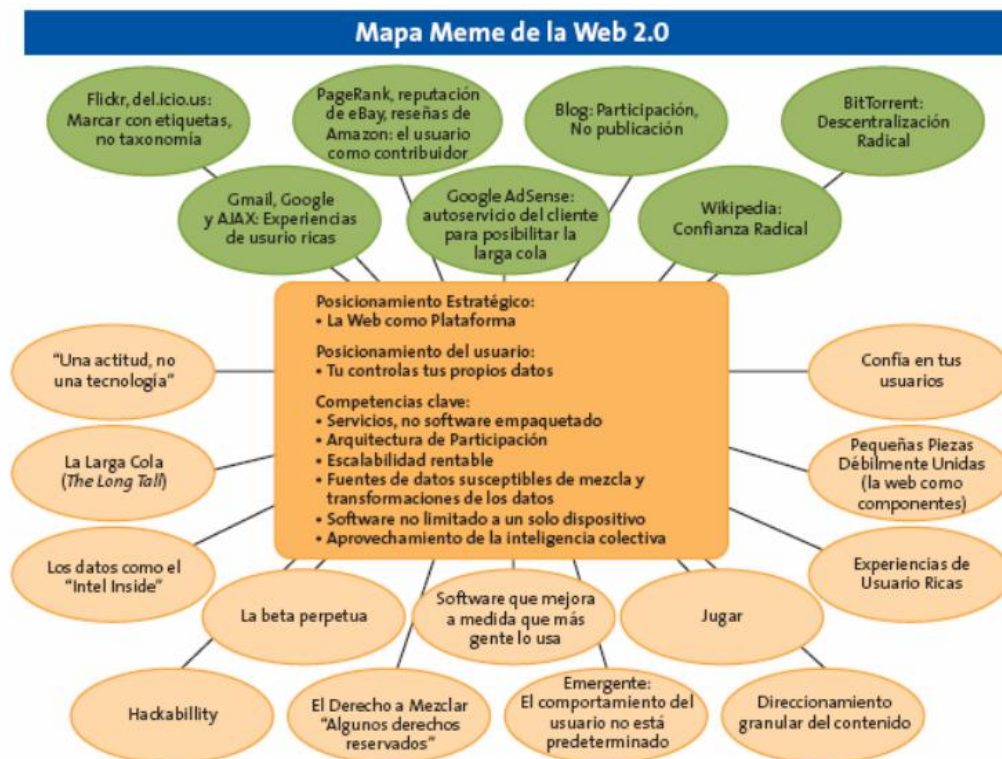 Mapa Meme de la Web 2.0
Flickr, del.icio.us:
Marcar con etiquetas,
no taxonomía
PageRank, reputación
de eBay, reseñas de
Amazon: el usuario
como contribuidor
Blog: Participación,
No publicación
BitTorrent:
Descentralización
Radical
Gmail, Google
y AJAX: Experiencias
de usurio ricas
Google AdSense:
autoservicio del cliente
para posibilitar la
larga cola
Wikipedia:
Confianza Radical
Posicionamiento Estratégico:
• La Web como Plataforma
Posicionamiento del usuario:
• Tu controlas tus propios datos
Competencias clave:
• Servicios, no software empaquetado
• Arquitectura de Participación
• Escalabilidad rentable
• Fuentes de datos susceptibles de mezcla y
transformaciones de los datos
• Software no limitado a un solo dispositivo
• Aprovechamiento de la inteligencia colectiva
“Una actitud, no
una tecnología”
La Larga Cola
(The Long Tall)
Los datos como el
“Intel Inside”
Confía en tus
usuarios
Pequeñas Piezas
Débilmente Unidas
(la web como
componentes)
Experiencias de
Usuario Ricas
La beta perpetua
Software que mejora
a medida que más
gente lo usa
Jugar
Hackabillity
El Derecho a Mezclar
“Algunos derechos
reservados”
Emergente:
El comportamiento del
usuario no está
predeterminado
Direccionamiento
granular del contenido